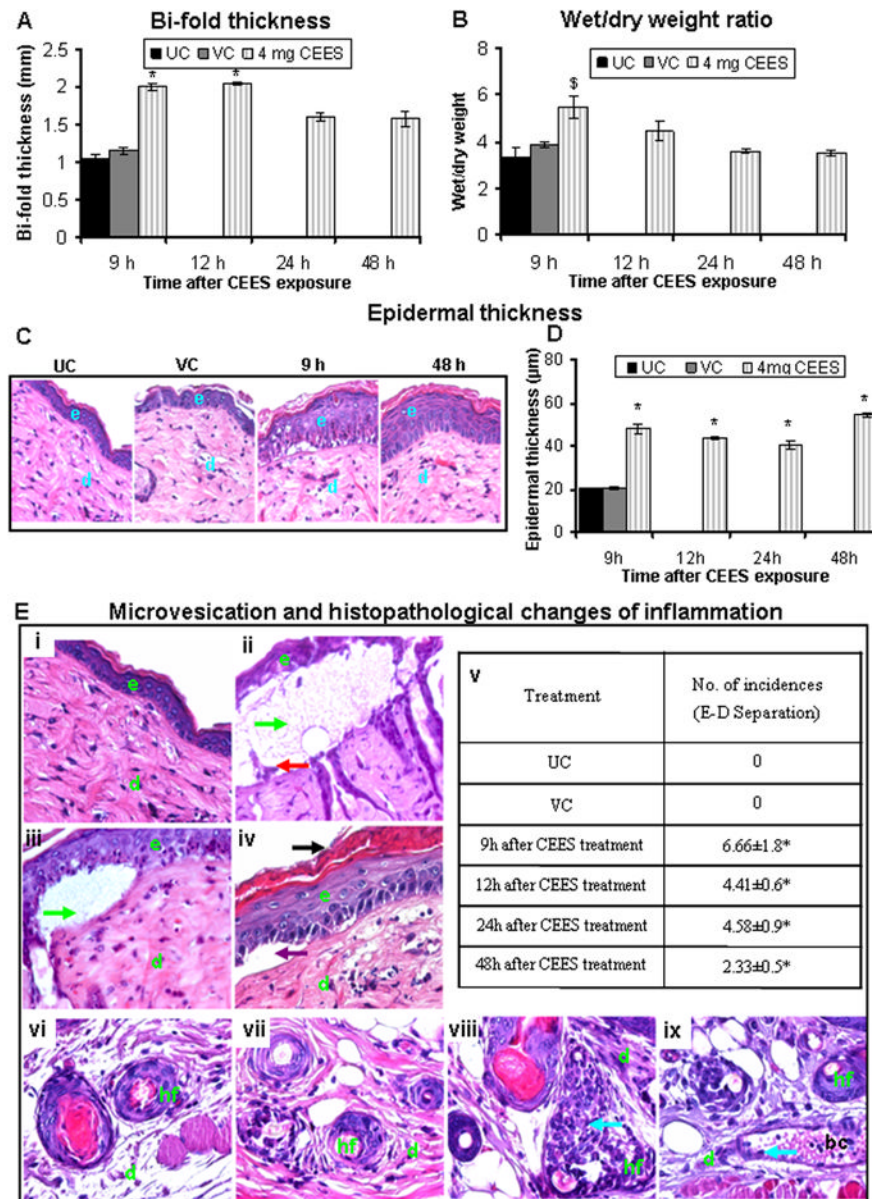 A Bi-fold thickness
UC VC 4 mg CEES
Bi-fold thickness (mm)
2.5
2
1.5
1
0.5
0
* *
9 h 12 h 24 h 48 h
Time after CEES exposure
B Wet/dry weight ratio
UC VC 4 mg CEES
Wet/dry weight
8
6
4
2
0
$
9 h 12 h 24 h 48 h
Time after CEES exposure
Epidermal thickness
C
UC VC 9 h 48 h
e e e e
d d d d
D
UC VC 4mg CEES
Epidermal thickness (µm)
80
60
40
20
0
* * * *
9h 12h 24h 48h
Time after CEES exposure
E Microvesication and histopathological changes of inflammation
i ii
e e
d
iii iv
e e
d d
v
Treatment No. of incidences
(E-D Separation)
UC 0
VC 0
9h after CEES treatment 6.66±1.8*
12h after CEES treatment 4.41±0.6*
24h after CEES treatment 4.58±0.9*
48h after CEES treatment 2.33±0.5*
vi vii viii ix
hf d
hf d
d hf
hf bc d